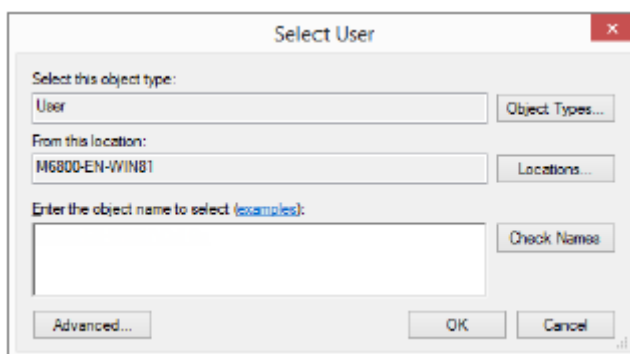 Select User
Select this object type:
User
Object Types...
From this location:
M6800-EN-WIN81
Locations...
Enter the object name to select (examples):
Check Names
Advanced...
OK
Cancel